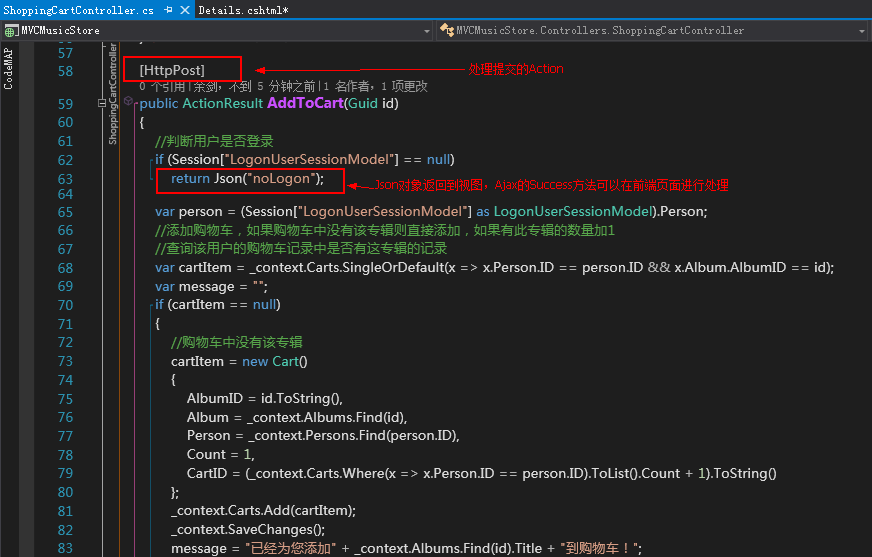 ShoppingCartController.cs
Details.cshtml*
MVCMusicStore
MVCMusicStore.Controllers.ShoppingCartController
CodeMAP
ShoppingCartController
57
58 [HttpPost] 处理提交的Action
0 个引用|余剑, 不到 5 分钟之前|1 名作者, 1 项更改
59 public ActionResult AddToCart(Guid id)
60 {
61 //判断用户是否登录
62 if (Session["LogonUserSessionModel"] == null)
63 return Json("noLogon"); Json对象返回到视图，Ajax的Success方法可以在前端页面进行处理
64
65 var person = (Session["LogonUserSessionModel"] as LogonUserSessionModel).Person;
66 //添加购物车，如果购物车中没有该专辑则直接添加，如果有此专辑的数量加1
67 //查询该用户的购物车记录中是否有这专辑的记录
68 var cartItem = _context.Carts.SingleOrDefault(x => x.Person.ID == person.ID && x.Album.AlbumID == id);
69 var message = "";
70 if (cartItem == null)
71 {
72 //购物车中没有该专辑
73 cartItem = new Cart()
74 {
75 AlbumID = id.ToString(),
76 Album = _context.Albums.Find(id),
77 Person = _context.Persons.Find(person.ID),
78 Count = 1,
79 CartID = (_context.Carts.Where(x => x.Person.ID == person.ID).ToList().Count + 1).ToString()
80 };
81 _context.Carts.Add(cartItem);
82 _context.SaveChanges();
83 message = "已经为您添加" + _context.Albums.Find(id).Title + "到购物车！";